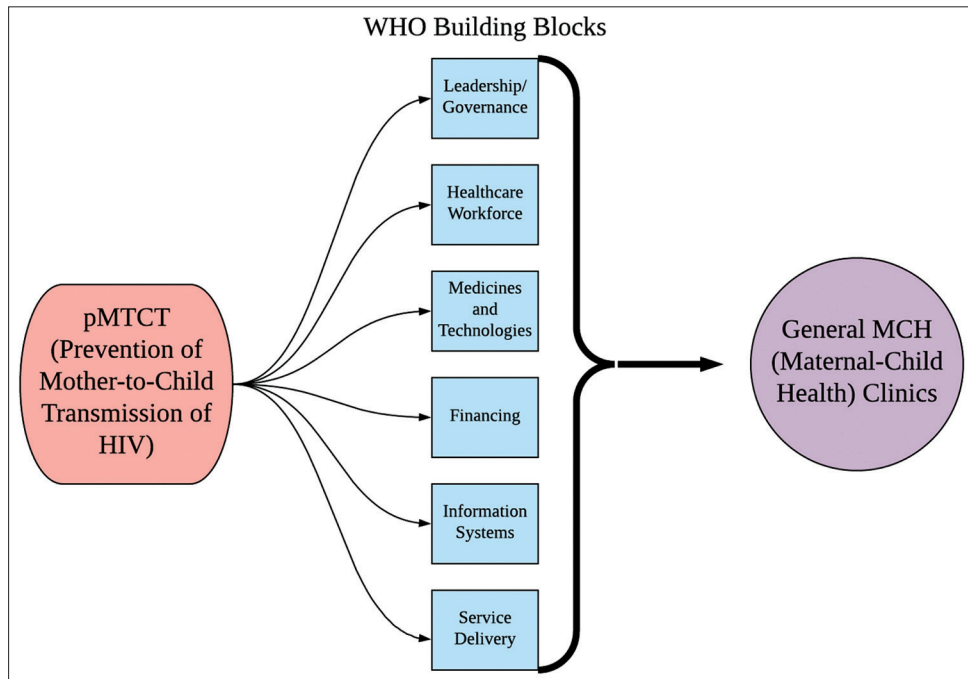 WHO Building Blocks
Leadership/
Governance
Healthcare
Workforce
Medicines
and
Technologies
Financing
Information
Systems
Service
Delivery
pMTCT
(Prevention of
Mother-to-Child
Transmission of
HIV)
General MCH
(Maternal-Child
Health) Clinics